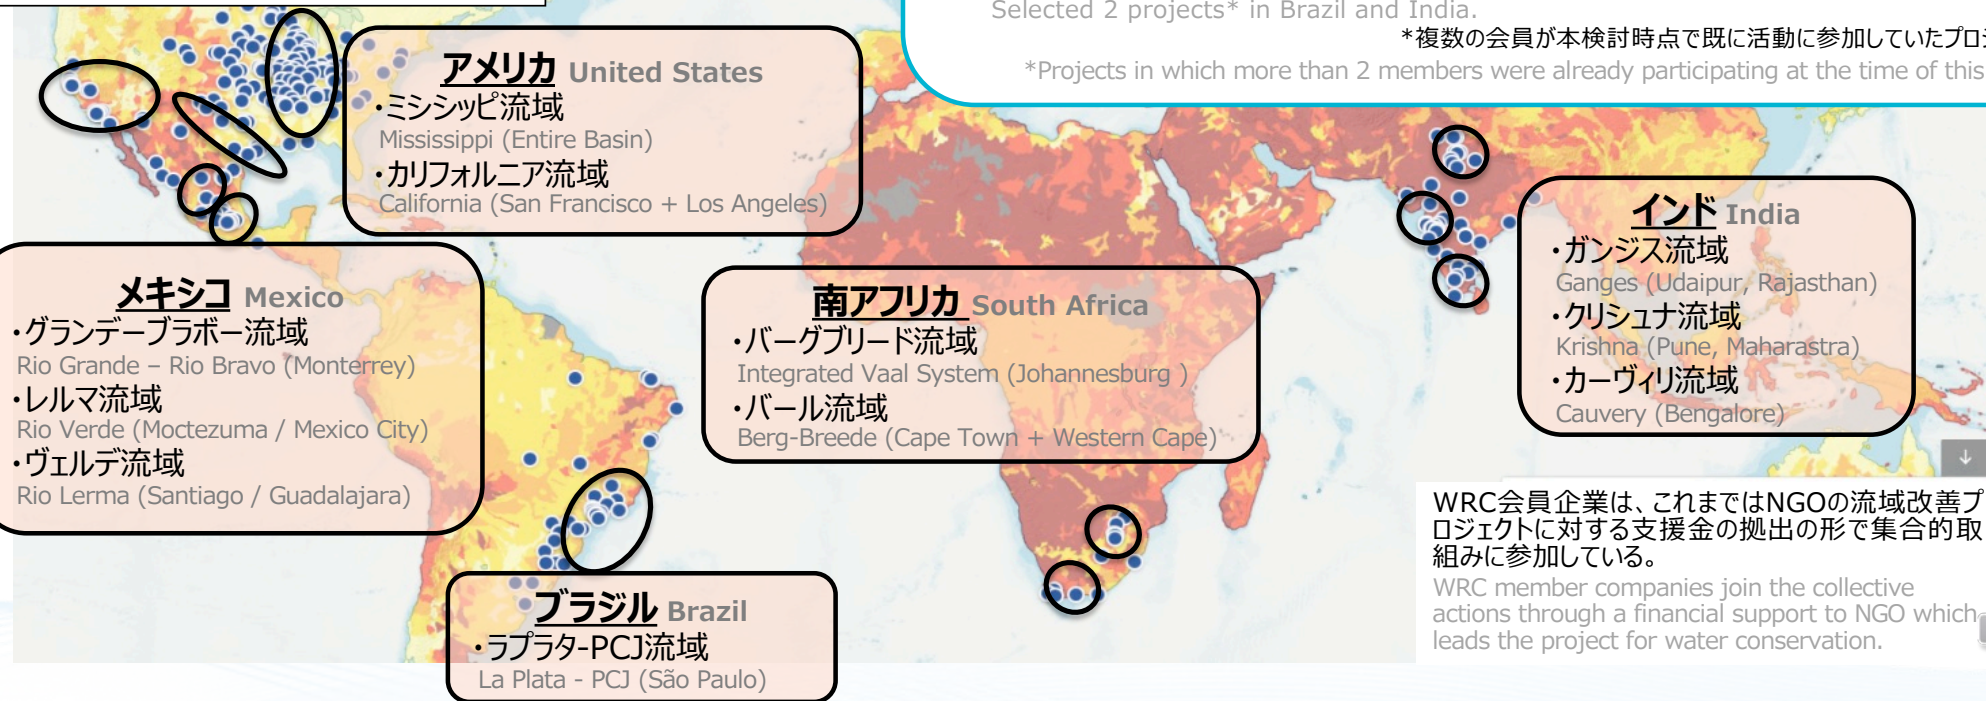 Selected 2 projects* in Brazil and India.
*複数の会員が本検討時点で既に活動に参加していたプロ
*Projects in which more than 2 members were already participating at the time of this
アメリカ United States
・ミシシッピ流域
Mississippi (Entire Basin)
・カリフォルニア流域
California (San Francisco + Los Angeles)
メキシコ Mexico
・グランデーブラボー流域
Rio Grande – Rio Bravo (Monterrey)
・レルマ流域
Rio Verde (Moctezuma / Mexico City)
・ヴェルデ流域
Rio Lerma (Santiago / Guadalajara)
南アフリカ South Africa
・バーグブリード流域
Integrated Vaal System (Johannesburg )
・バール流域
Berg-Breede (Cape Town + Western Cape)
インド India
・ガンジス流域
Ganges (Udaipur, Rajasthan)
・クリシュナ流域
Krishna (Pune, Maharastra)
・カーヴィリ流域
Cauvery (Bengalore)
ブラジル Brazil
・ラプラタ-PCJ流域
La Plata - PCJ (São Paulo)
WRC会員企業は、これまではNGOの流域改善プ
ロジェクトに対する支援金の拠出の形で集合的取
組みに参加している。
WRC member companies join the collective
actions through a financial support to NGO which
leads the project for water conservation.